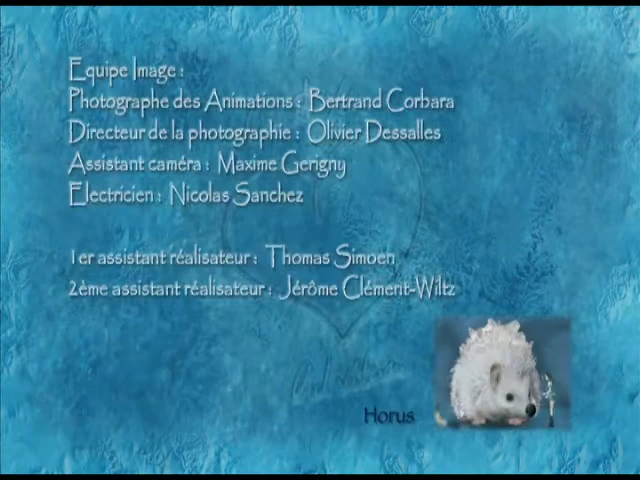 Equipe Image :
Photographe des Animations : Bertrand Corbara
Directeur de la photographie : Olivier Dessalles
Assistant caméra : Maxime Gerigny
Electricien : Nicolas Sanchez
1er assistant réalisateur : Thomas Simoen
2ème assistant réalisateur : Jérôme Clément-Wiltz
Horus